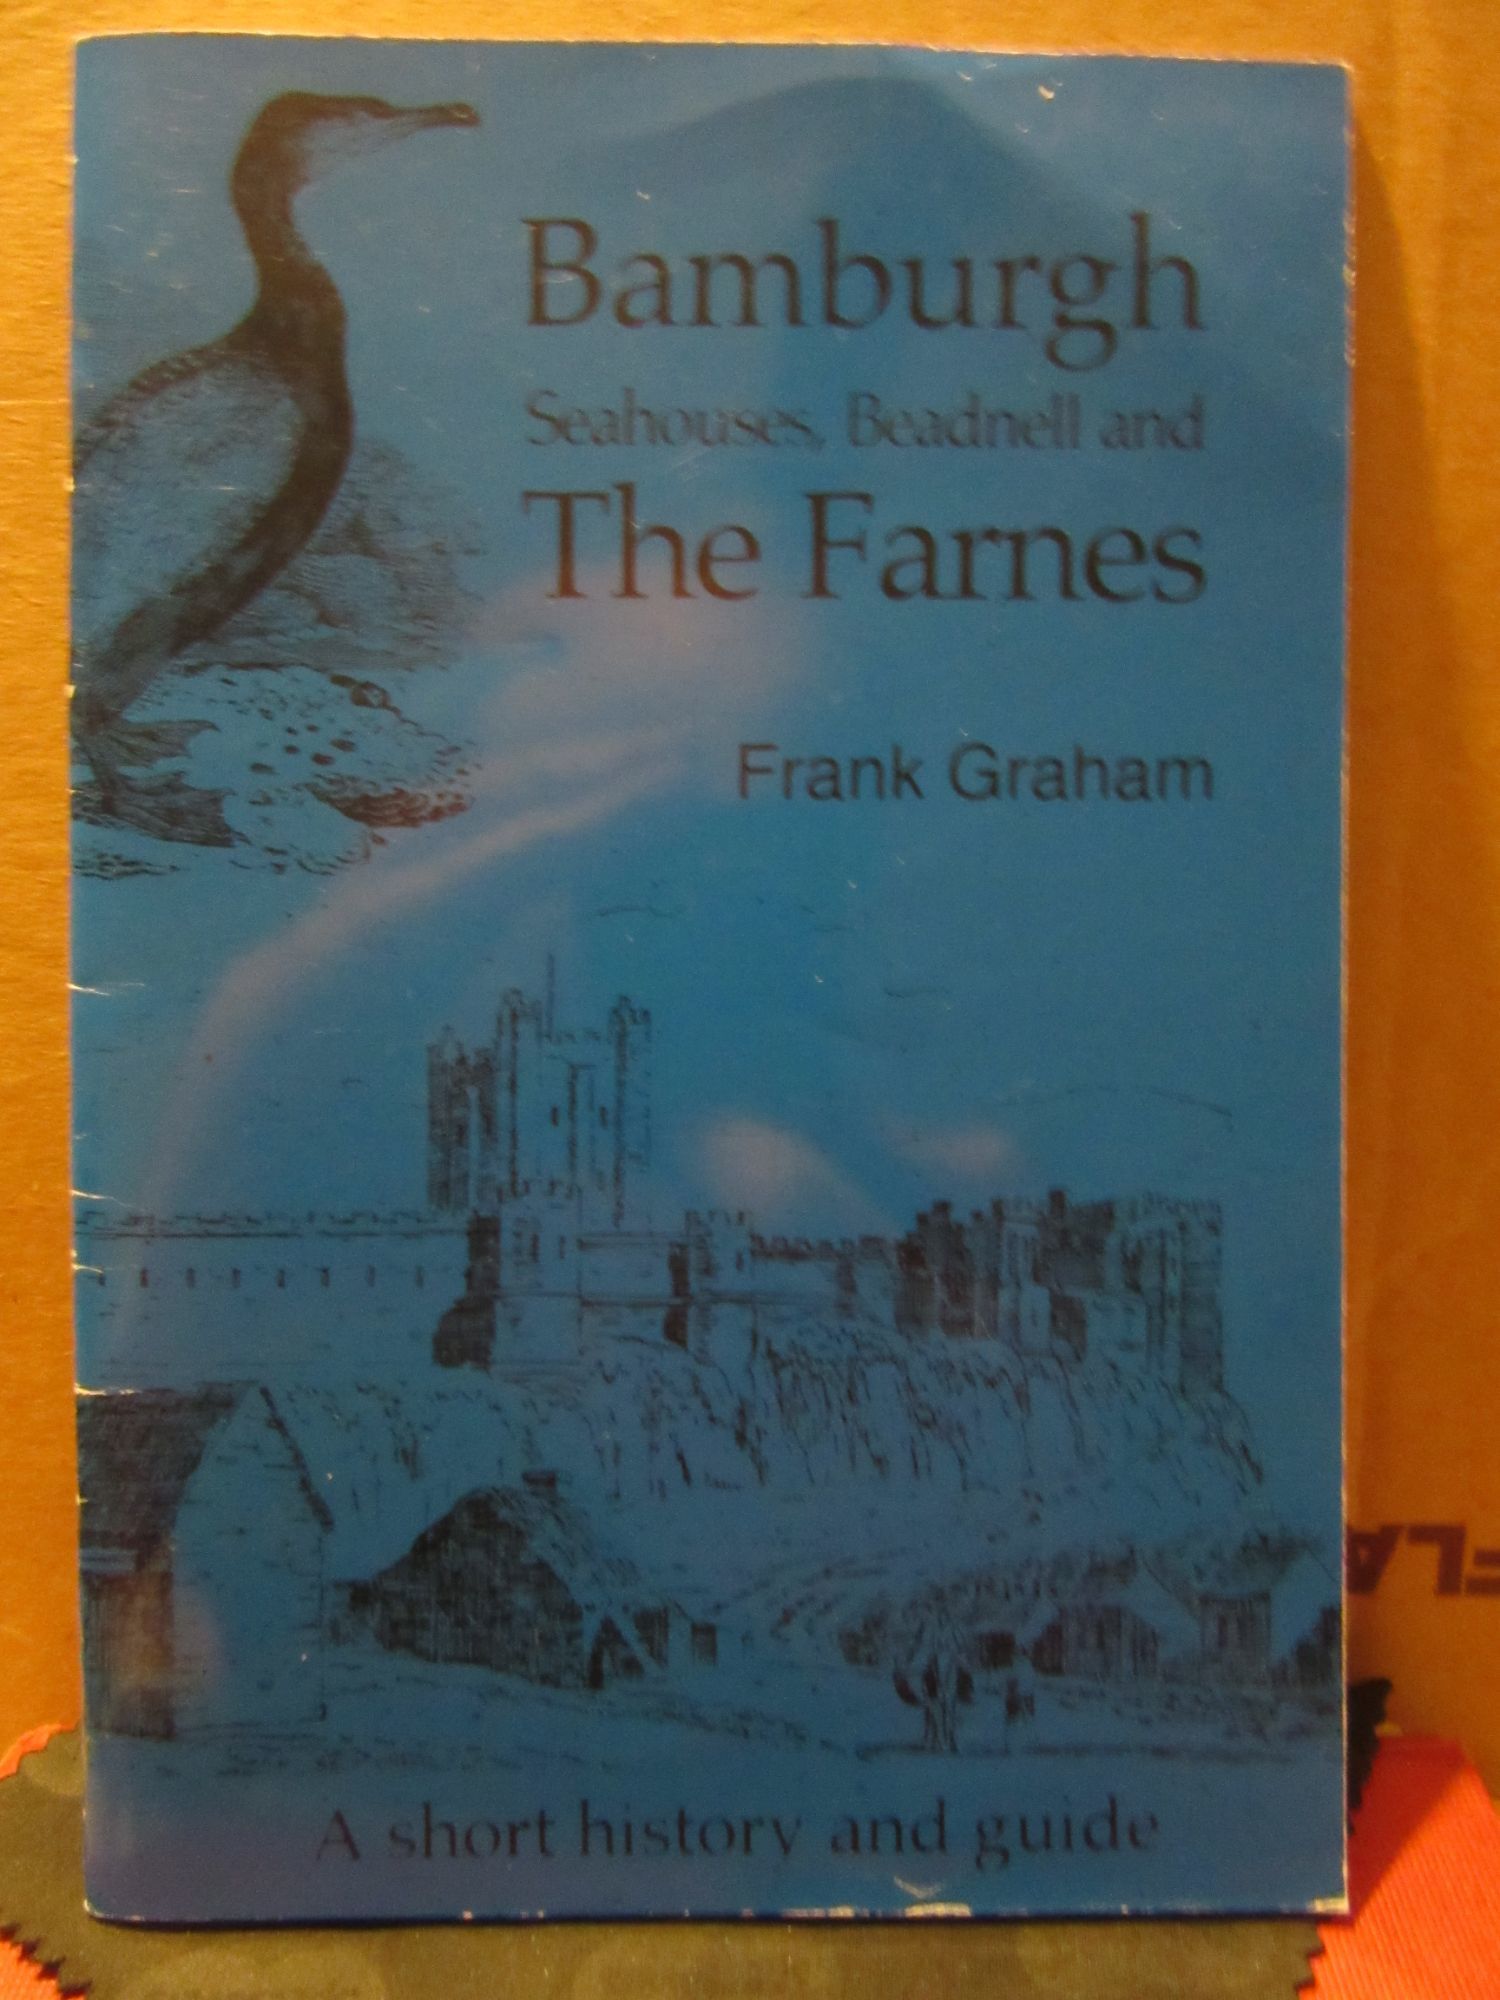 Bamburgh
Seahouses, Beadnell and
The Farnes
Frank Graham
A short history and guide